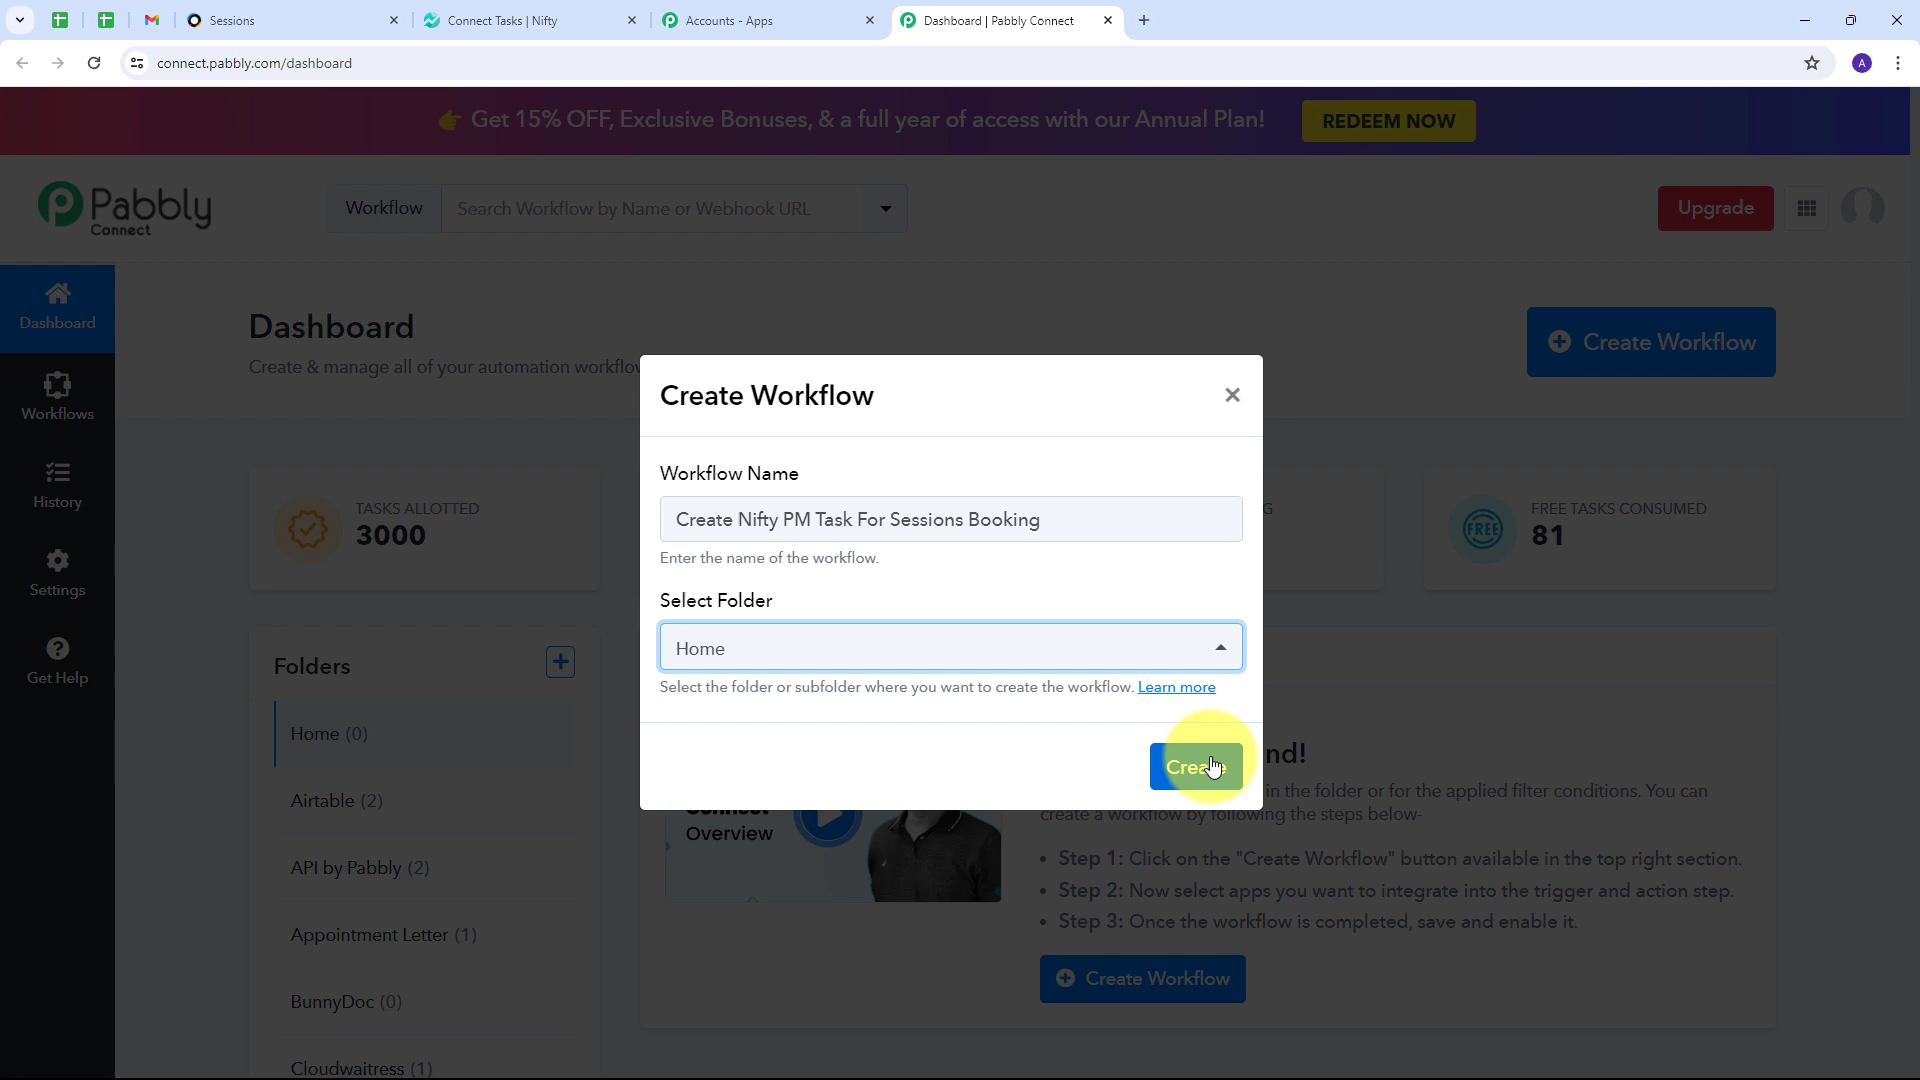 Sessions
Connect Tasks | Nifty
Accounts - Apps
Dashboard | Pabbly Connect
connect.pabbly.com/dashboard
A
👉 Get 15% OFF, Exclusive Bonuses, & a full year of access with our Annual Plan!
REDEEM NOW
Pabbly
Connect
Workflow
Search Workflow by Name or Webhook URL
Upgrade
Dashboard
Workflows
History
Settings
Get Help
Dashboard
Create & manage all of your automation workflow
Create Workflow
TASKS ALLOTTED
3000
G
FREE
FREE TASKS CONSUMED
81
Folders
Home (0)
Airtable (2)
API by Pabbly (2)
Appointment Letter (1)
BunnyDoc (0)
Cloudwaitress (1)
Create Workflow
Workflow Name
Create Nifty PM Task For Sessions Booking
Enter the name of the workflow.
Select Folder
Home
Select the folder or subfolder where you want to create the workflow. Learn more
Create
nd!
in the folder or for the applied filter conditions. You can
create a workflow by following the steps below-
Step 1: Click on the "Create Workflow" button available in the top right section.
Step 2: Now select apps you want to integrate into the trigger and action step.
Step 3: Once the workflow is completed, save and enable it.
Create Workflow
Overview